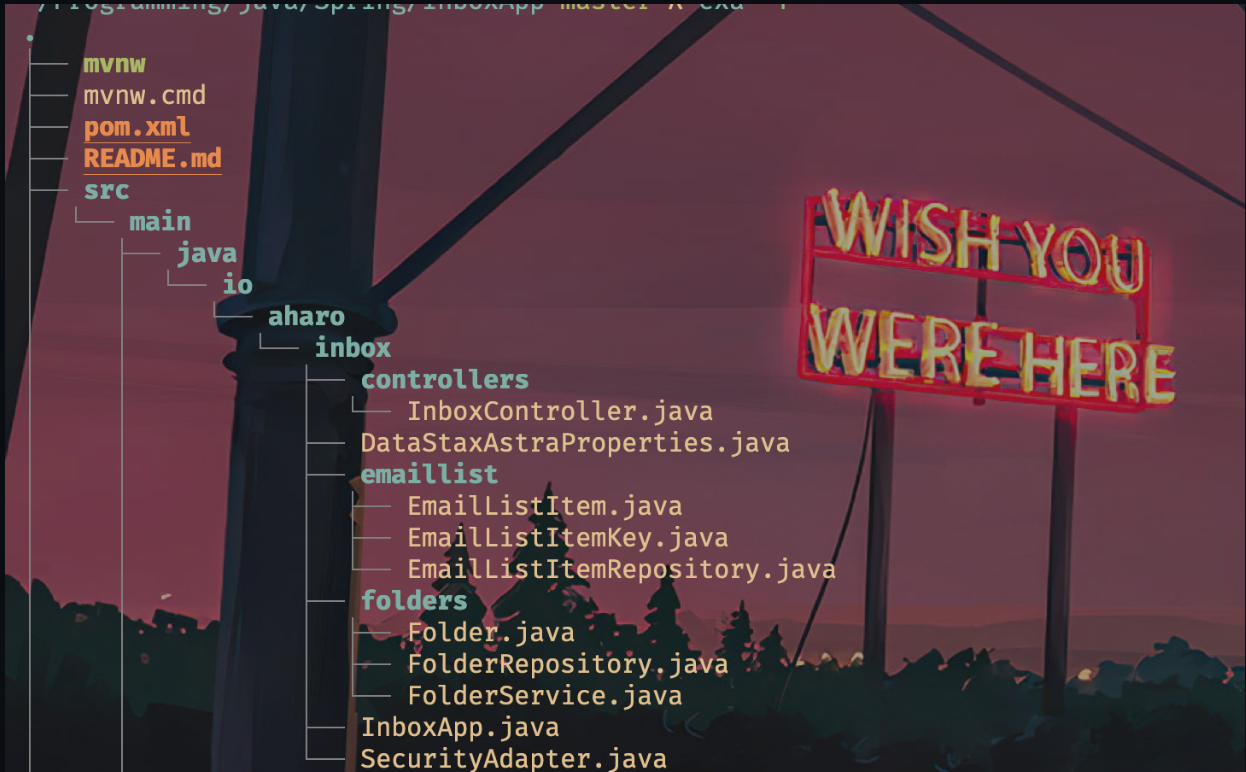 ~/Programming/java/Spring/InboxApp master
.
mvnw
mvnw.cmd
pom.xml
README.md
src
main
java
io
aharo
inbox
controllers
InboxController.java
DataStaxAstraProperties.java
emaillist
EmailListItem.java
EmailListItemKey.java
EmailListItemRepository.java
folders
Folder.java
FolderRepository.java
FolderService.java
InboxApp.java
SecurityAdapter.java
WISH YOU
WERE HERE